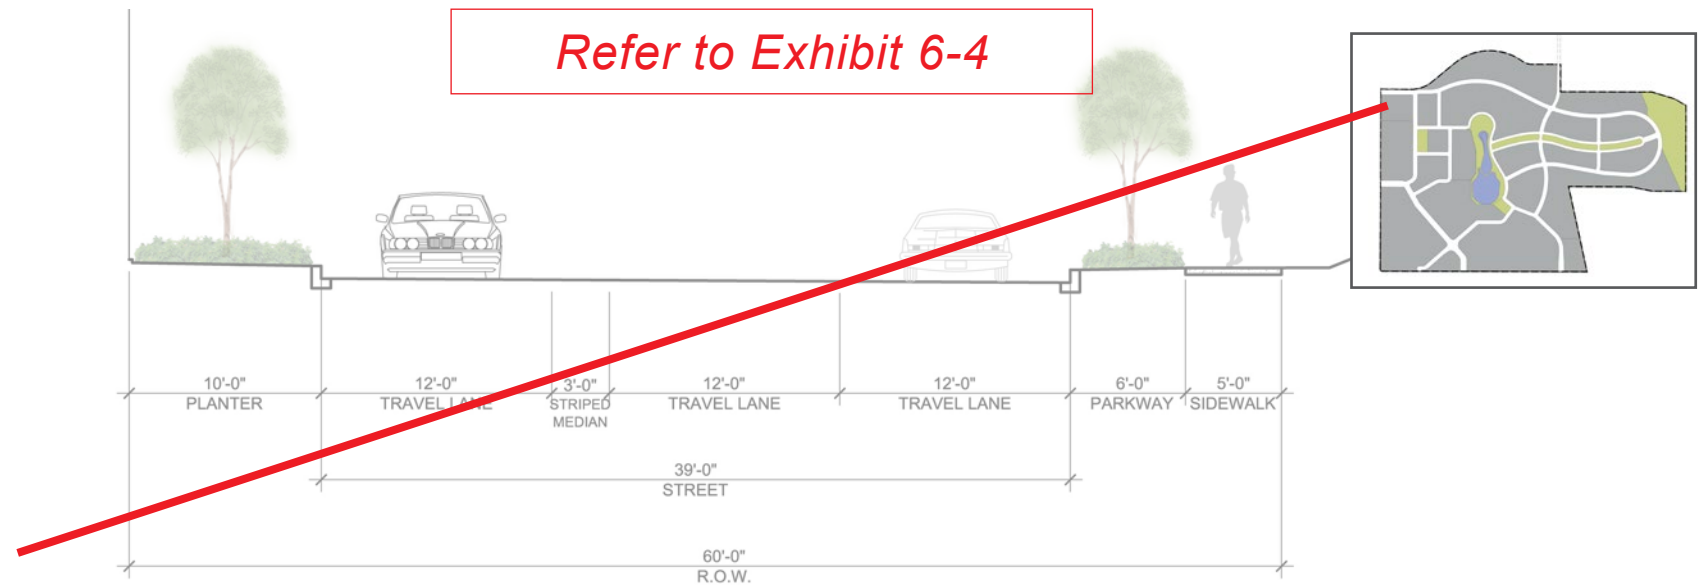 Refer to Exhibit 6-4
10'-0"
PLANTER
12'-0"
TRAVEL LANE
3'-0"
STRIPED
MEDIAN
12'-0"
TRAVEL LANE
12'-0"
TRAVEL LANE
6'-0"
PARKWAY
5'-0"
SIDEWALK
39'-0"
STREET
60'-0"
R.O.W.